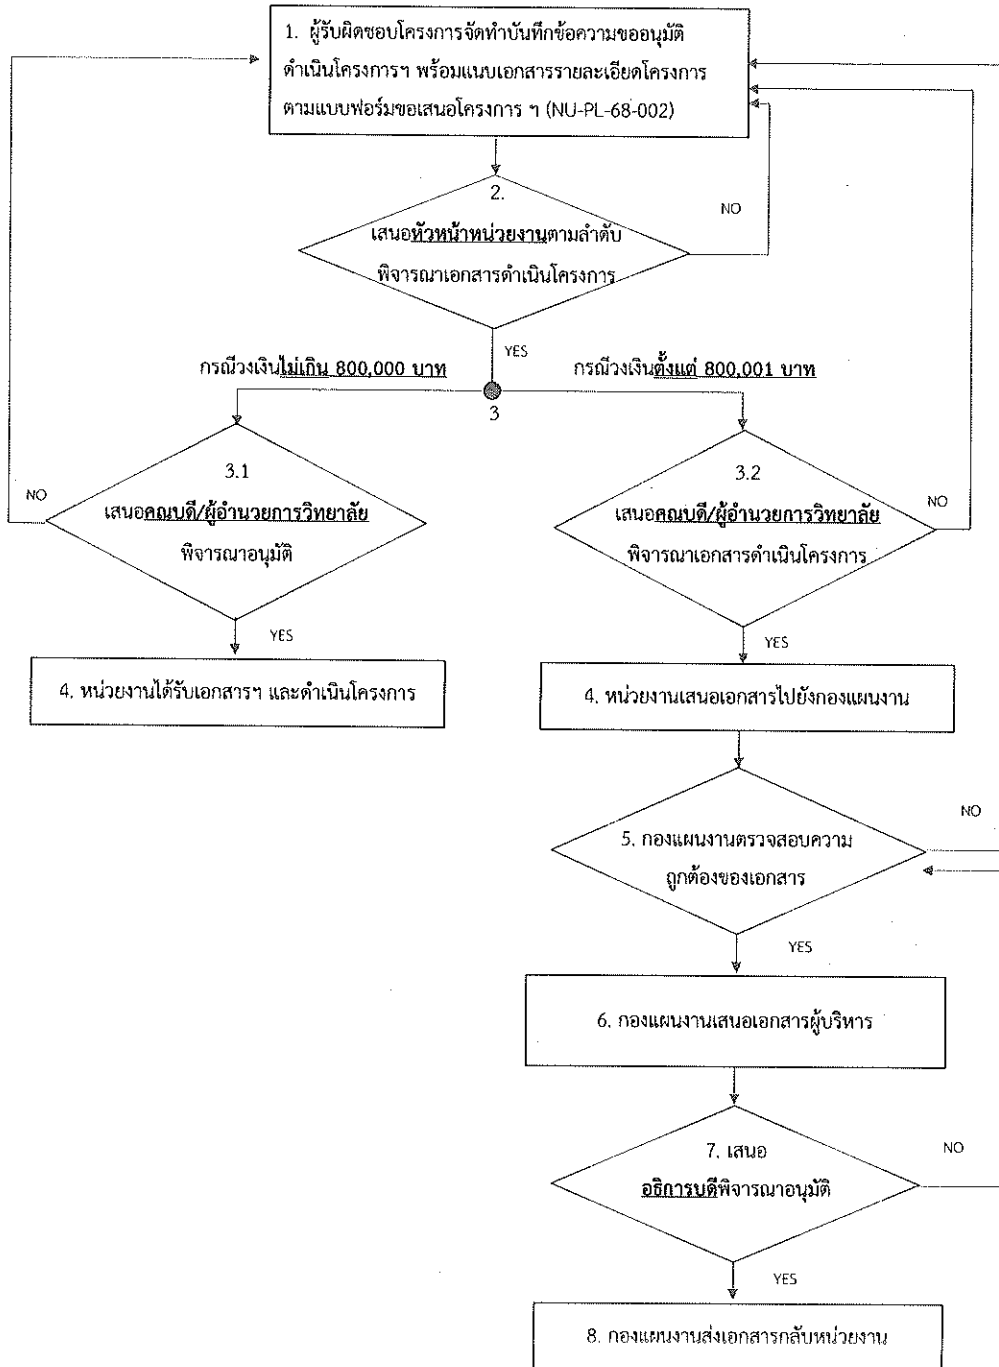 1. ผู้รับผิดชอบโครงการจัดทำบันทึกข้อความขออนุมัติ
ดำเนินโครงการฯ พร้อมแนบเอกสารรายละเอียดโครงการ
ตามแบบฟอร์มขอเสนอโครงการ ฯ (NU-PL-68-002)
2.
เสนอหัวหน้าหน่วยงานตามลำดับ
พิจารณาเอกสารดำเนินโครงการ
NO
YES
กรณีวงเงินไม่เกิน 800,000 บาท
กรณีวงเงินตั้งแต่ 800,001 บาท
3
3.1
เสนอคณบดี/ผู้อำนวยการวิทยาลัย
พิจารณาอนุมัติ
NO
YES
4. หน่วยงานได้รับเอกสารฯ และดำเนินโครงการ
3.2
เสนอคณบดี/ผู้อำนวยการวิทยาลัย
พิจารณาเอกสารดำเนินโครงการ
NO
YES
4. หน่วยงานเสนอเอกสารไปยังกองแผนงาน
5. กองแผนงานตรวจสอบความ
ถูกต้องของเอกสาร
NO
YES
6. กองแผนงานเสนอเอกสารผู้บริหาร
7. เสนอ
อธิการบดีพิจารณาอนุมัติ
NO
YES
8. กองแผนงานส่งเอกสารกลับหน่วยงาน